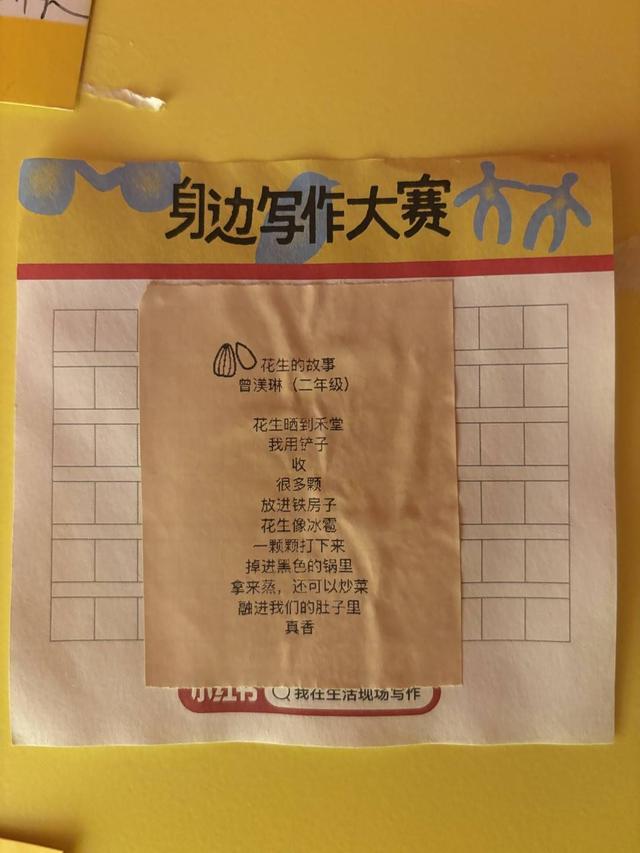 身边写作大赛
花生的故事
曾渼琳（二年级）
花生晒到禾堂
我用铲子
收
很多颗
放进铁房子
花生像冰雹
一颗颗打下来
掉进黑色的锅里
拿来蒸，还可以炒菜
融进我们的肚子里
真香
小红书 我在生活现场写作